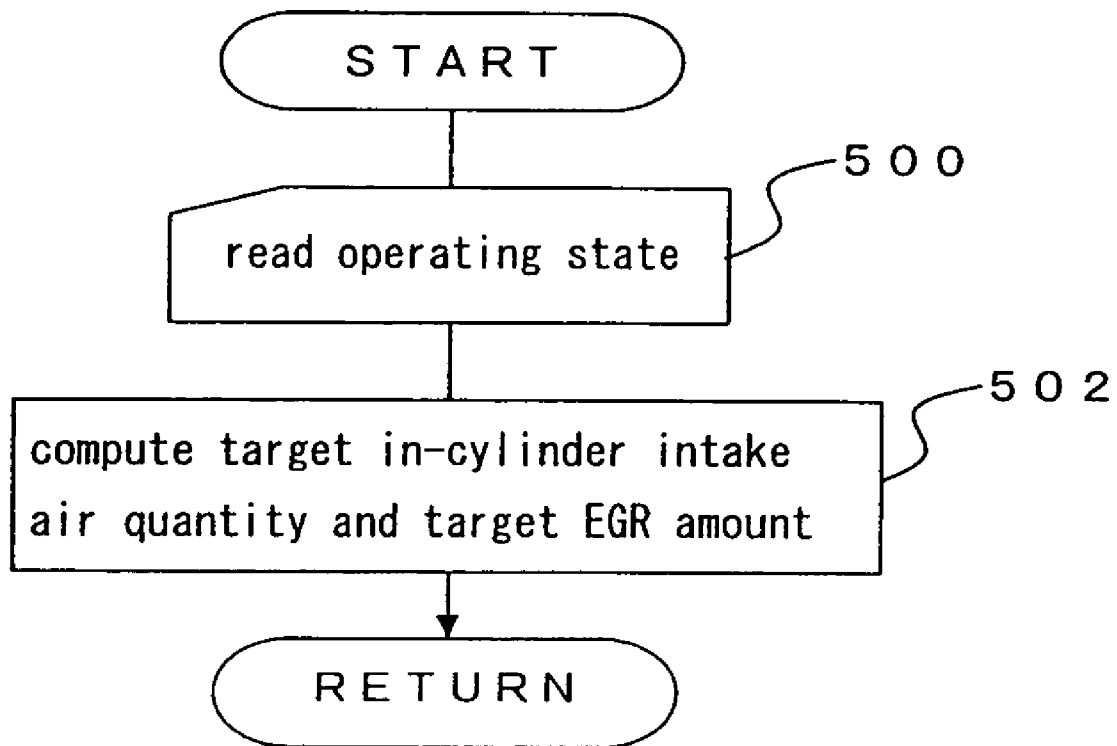 START
500
read operating state
502
compute target in-cylinder intake
air quantity and target EGR amount
RETURN